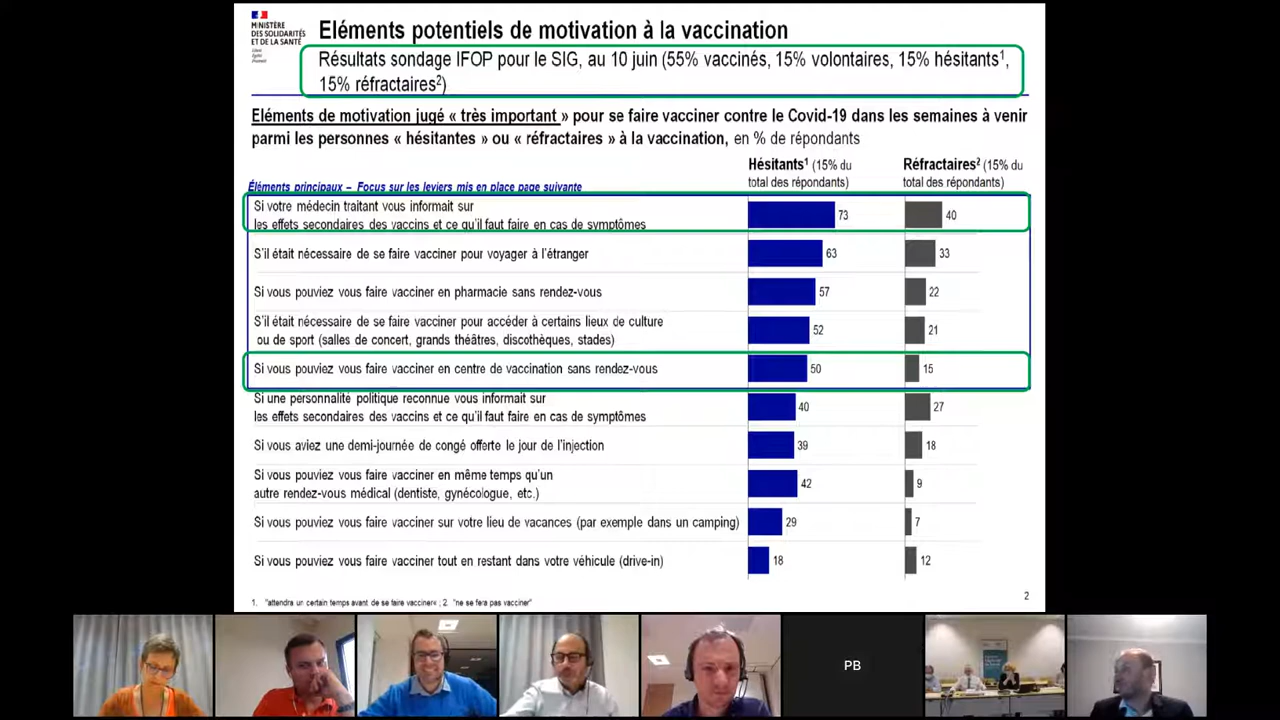 MINISTÈRE
DES SOLIDARITÉS
ET DE LA SANTÉ
Eléments potentiels de motivation à la vaccination
Résultats sondage IFOP pour le SIG, au 10 juin (55% vaccinés, 15% volontaires, 15% hésitants¹,
15% réfractaires²)
Eléments de motivation jugé « très important » pour se faire vacciner contre le Covid-19 dans les semaines à venir
parmi les personnes « hésitantes » ou « réfractaires » à la vaccination, en % de répondants
Hésitants¹ (15% du
total des répondants)
Réfractaires² (15% du
total des répondants)
Éléments principaux – Focus sur les leviers mis en place page suivante
Si votre médecin traitant vous informait sur
les effets secondaires des vaccins et ce qu'il faut faire en cas de symptômes
73
40
S'il était nécessaire de se faire vacciner pour voyager à l'étranger
63
33
Si vous pouviez vous faire vacciner en pharmacie sans rendez-vous
57
22
S'il était nécessaire de se faire vacciner pour accéder à certains lieux de culture
ou de sport (salles de concert, grands théâtres, discothèques, stades)
52
21
Si vous pouviez vous faire vacciner en centre de vaccination sans rendez-vous
50
15
Si une personnalité politique reconnue vous informait sur
les effets secondaires des vaccins et ce qu'il faut faire en cas de symptômes
40
27
Si vous aviez une demi-journée de congé offerte le jour de l'injection
39
18
Si vous pouviez vous faire vacciner en même temps qu'un
autre rendez-vous médical (dentiste, gynécologue, etc.)
42
9
Si vous pouviez vous faire vacciner sur votre lieu de vacances (par exemple dans un camping)
29
7
Si vous pouviez vous faire vacciner tout en restant dans votre véhicule (drive-in)
18
12
1. "attendra un certain temps avant de se faire vacciner« ; 2. "ne se fera pas vacciner"
2
PB